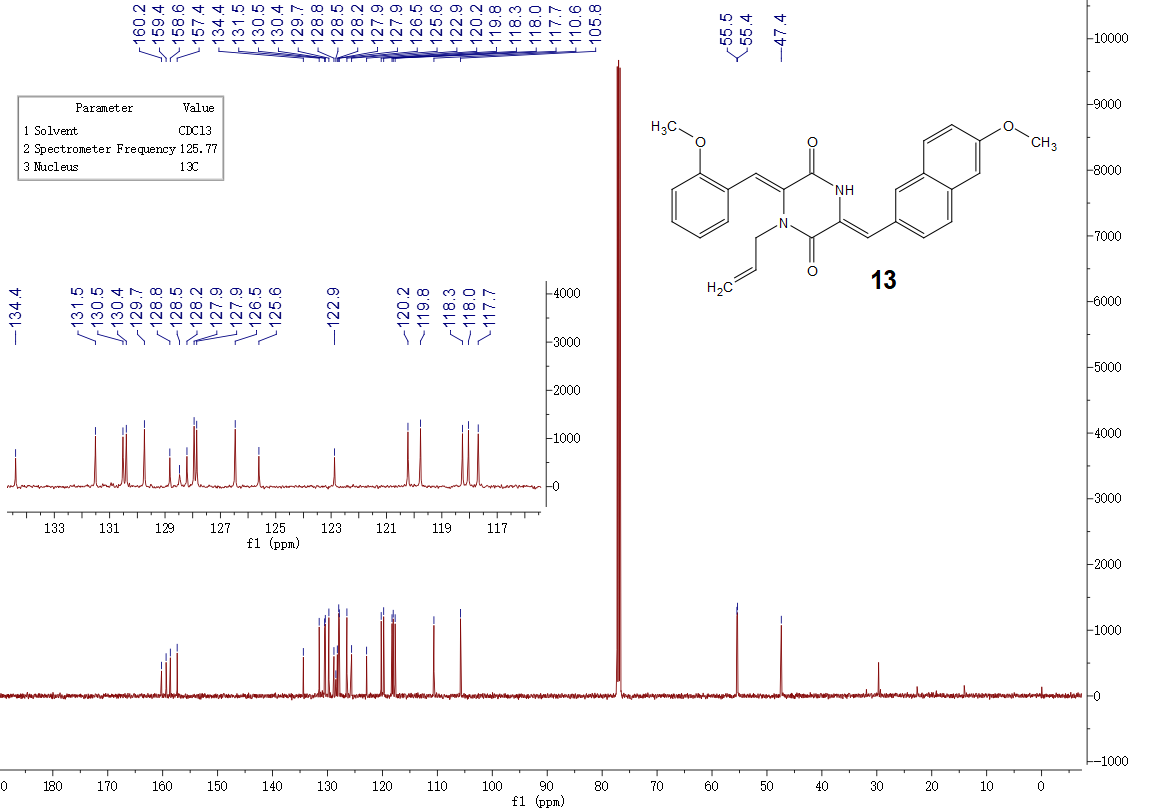 160.2 159.4 158.6 157.4 134.4 131.5 130.5 130.4 129.7 128.8 128.5 128.2 127.9 127.9 126.5 125.6 122.9 120.2 119.8 118.3 118.0 117.7 110.6 105.8
55.5 55.4 47.4
Parameter Value
1 Solvent CDCl3
2 Spectrometer Frequency 125.77
3 Nucleus 13C
H3C
O
O
O
CH3
NH
N
O
H2C
13
134.4 131.5 130.5 130.4 129.7 128.8 128.5 128.2 127.9 127.9 126.5 125.6 122.9 120.2 119.8 118.3 118.0 117.7
4000
3000
2000
1000
0
133 131 129 127 125 123 121 119 117
f1 (ppm)
10000
9000
8000
7000
6000
5000
4000
3000
2000
1000
0
-1000
180 170 160 150 140 130 120 110 100 90 80 70 60 50 40 30 20 10 0
f1 (ppm)